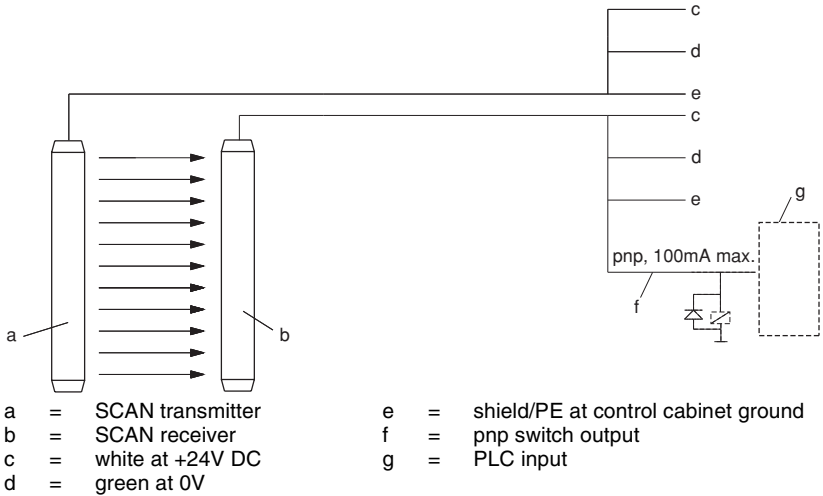 c
d
e
c
d
e
g
pnp, 100mA max.
f
a
b
a = SCAN transmitter
b = SCAN receiver
c = white at +24V DC
d = green at 0V
e = shield/PE at control cabinet ground
f = pnp switch output
g = PLC input